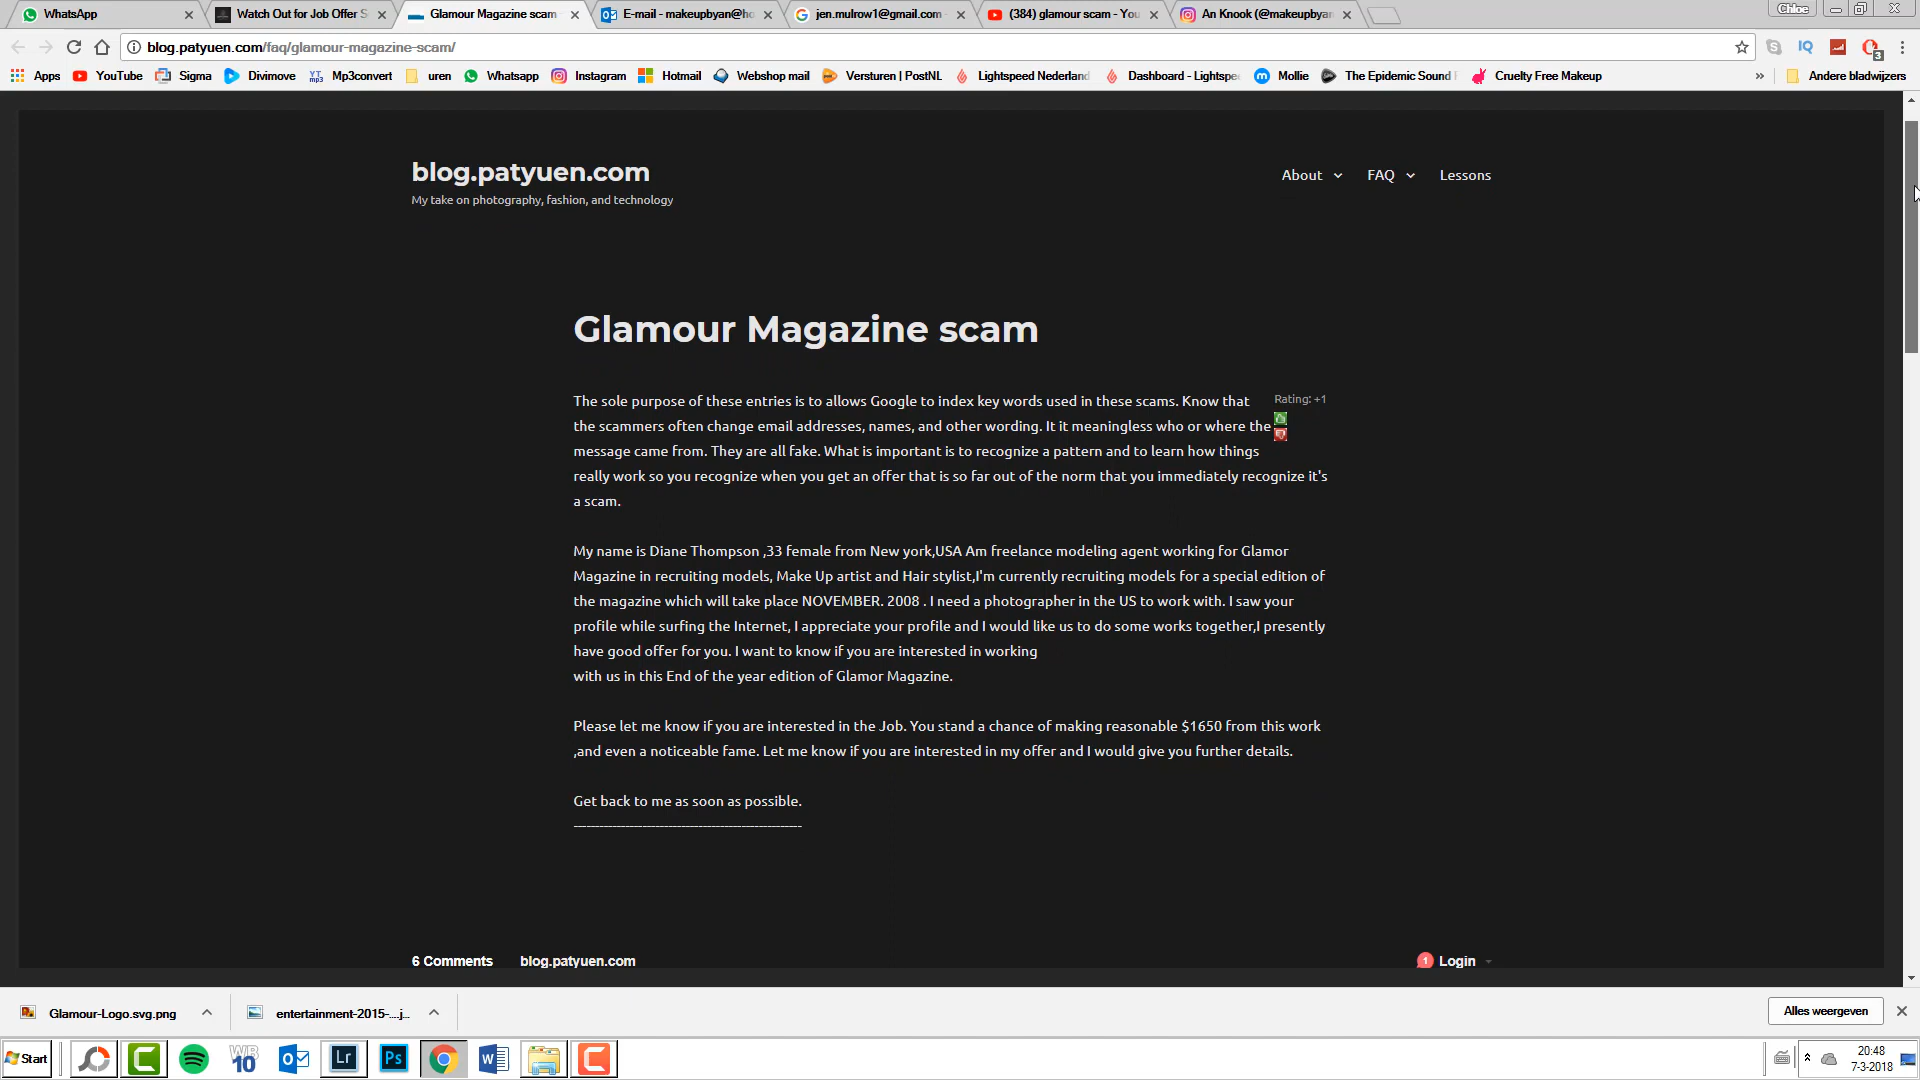 WhatsApp
Watch Out for Job Offer S
Glamour Magazine scam
E-mail - makeupbyan@ho
jen.mulrow1@gmail.com
(384) glamour scam - You
An Knook (@makeupbyan
Chloe
blog.patyuen.com/faq/glamour-magazine-scam/
Apps
YouTube
Sigma
Divimove
Mp3convert
uren
Whatsapp
Instagram
Hotmail
Webshop mail
Versturen | PostNL
Lightspeed Nederland
Dashboard - Lightspe
Mollie
The Epidemic Sound
Cruelty Free Makeup
»
Andere bladwijzers
blog.patyuen.com
My take on photography, fashion, and technology
About
FAQ
Lessons
Glamour Magazine scam
The sole purpose of these entries is to allows Google to index key words used in these scams. Know that
Rating: +1
the scammers often change email addresses, names, and other wording. It it meaningless who or where the
message came from. They are all fake. What is important is to recognize a pattern and to learn how things
really work so you recognize when you get an offer that is so far out of the norm that you immediately recognize it's
a scam.
My name is Diane Thompson ,33 female from New york,USA Am freelance modeling agent working for Glamor
Magazine in recruiting models, Make Up artist and Hair stylist,I'm currently recruiting models for a special edition of
the magazine which will take place NOVEMBER. 2008 . I need a photographer in the US to work with. I saw your
profile while surfing the Internet, I appreciate your profile and I would like us to do some works together,I presently
have good offer for you. I want to know if you are interested in working
with us in this End of the year edition of Glamor Magazine.
Please let me know if you are interested in the Job. You stand a chance of making reasonable $1650 from this work
,and even a noticeable fame. Let me know if you are interested in my offer and I would give you further details.
Get back to me as soon as possible.
6 Comments
blog.patyuen.com
1
Login
Glamour-Logo.svg.png
entertainment-2015-....j...
Alles weergeven
Start
WB
10
Lr
Ps
20:48
7-3-2018